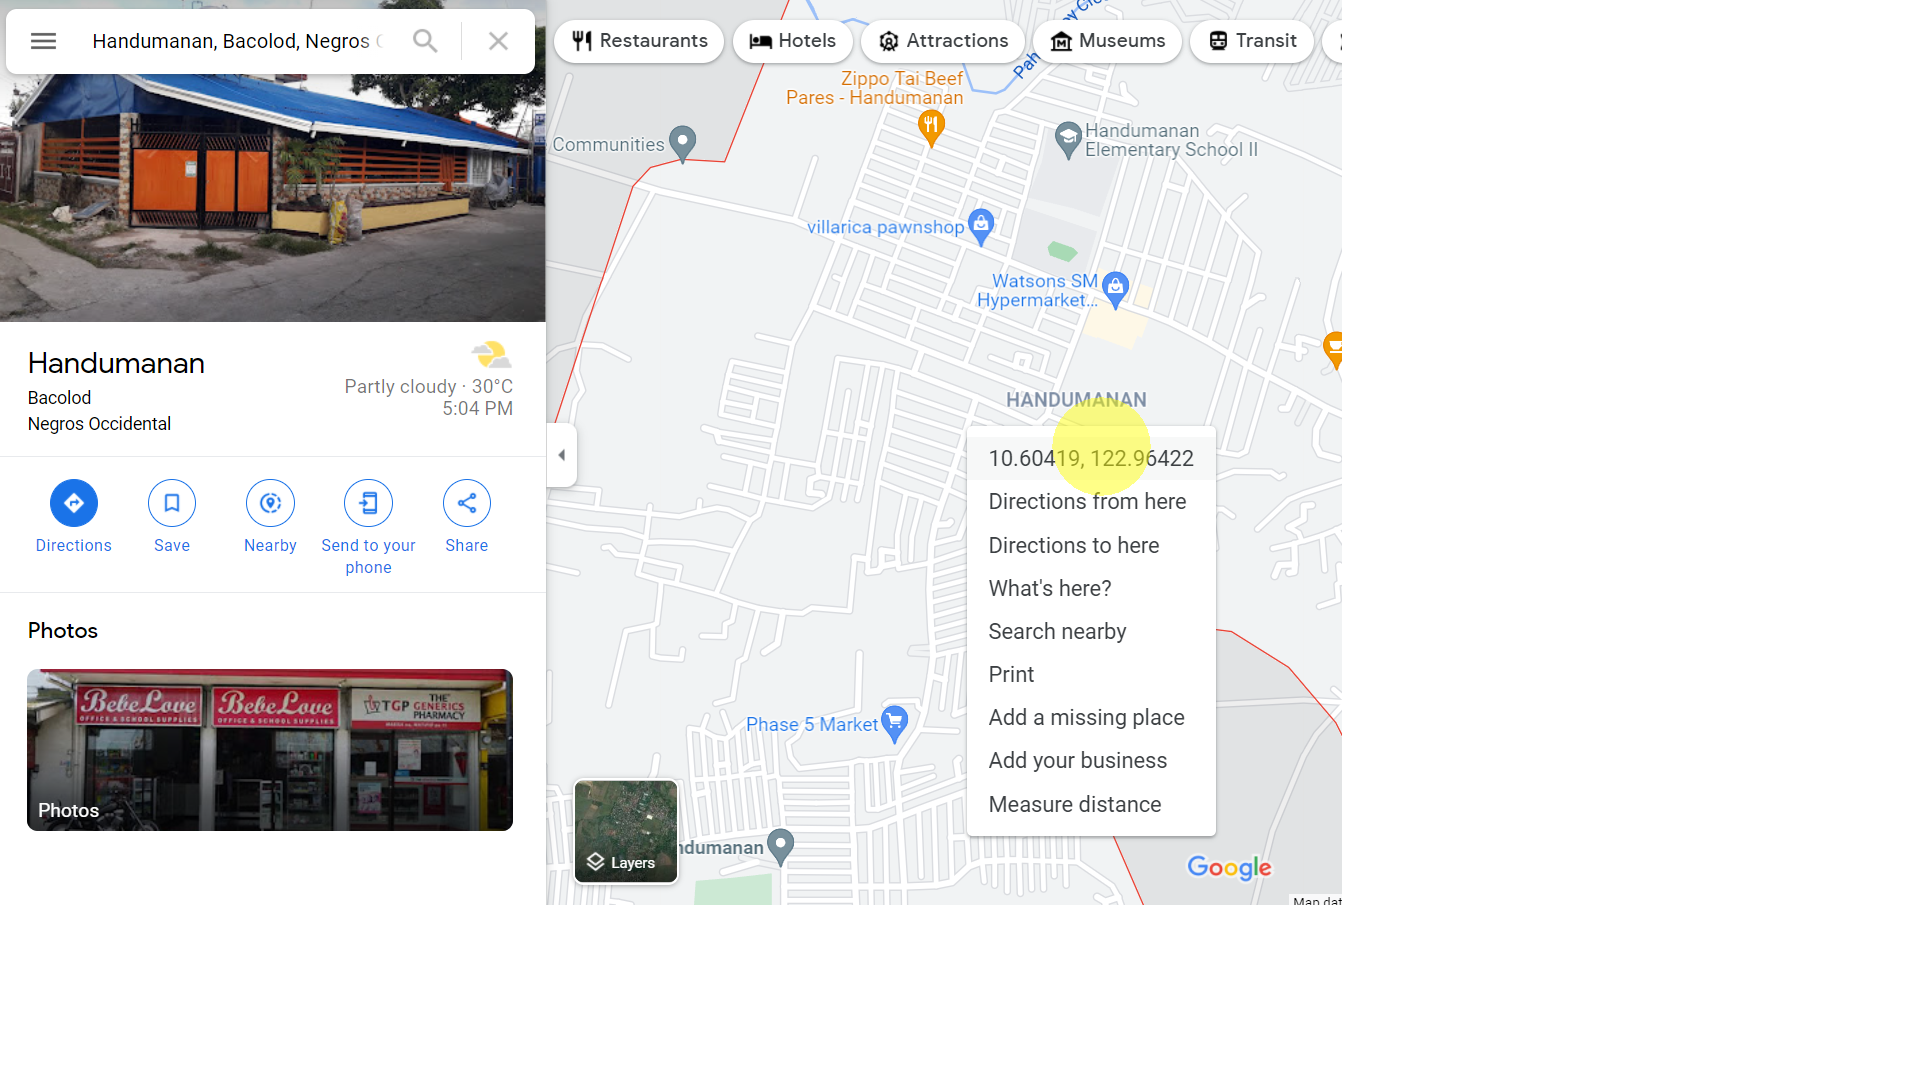 Handumanan, Bacolod, Negros
Restaurants
Hotels
Attractions
Museums
Transit
Handumanan
Bacolod
Negros Occidental
Partly cloudy · 30°C
5:04 PM
Directions
Save
Nearby
Send to your
phone
Share
Photos
BebeLove
OFFICE & SCHOOL SUPPLIES
BebeLove
OFFICE & SCHOOL SUPPLIES
TGP
THE
GENERICS
PHARMACY
Photos
Zippo Tai Beef
Pares - Handumanan
Communities
Handumanan
Elementary School II
villarica pawnshop
Watsons SM
Hypermarket...
HANDUMANAN
10.60419, 122.96422
Directions from here
Directions to here
What's here?
Search nearby
Print
Add a missing place
Add your business
Measure distance
Phase 5 Market
ndumanan
Layers
Google
Map dat